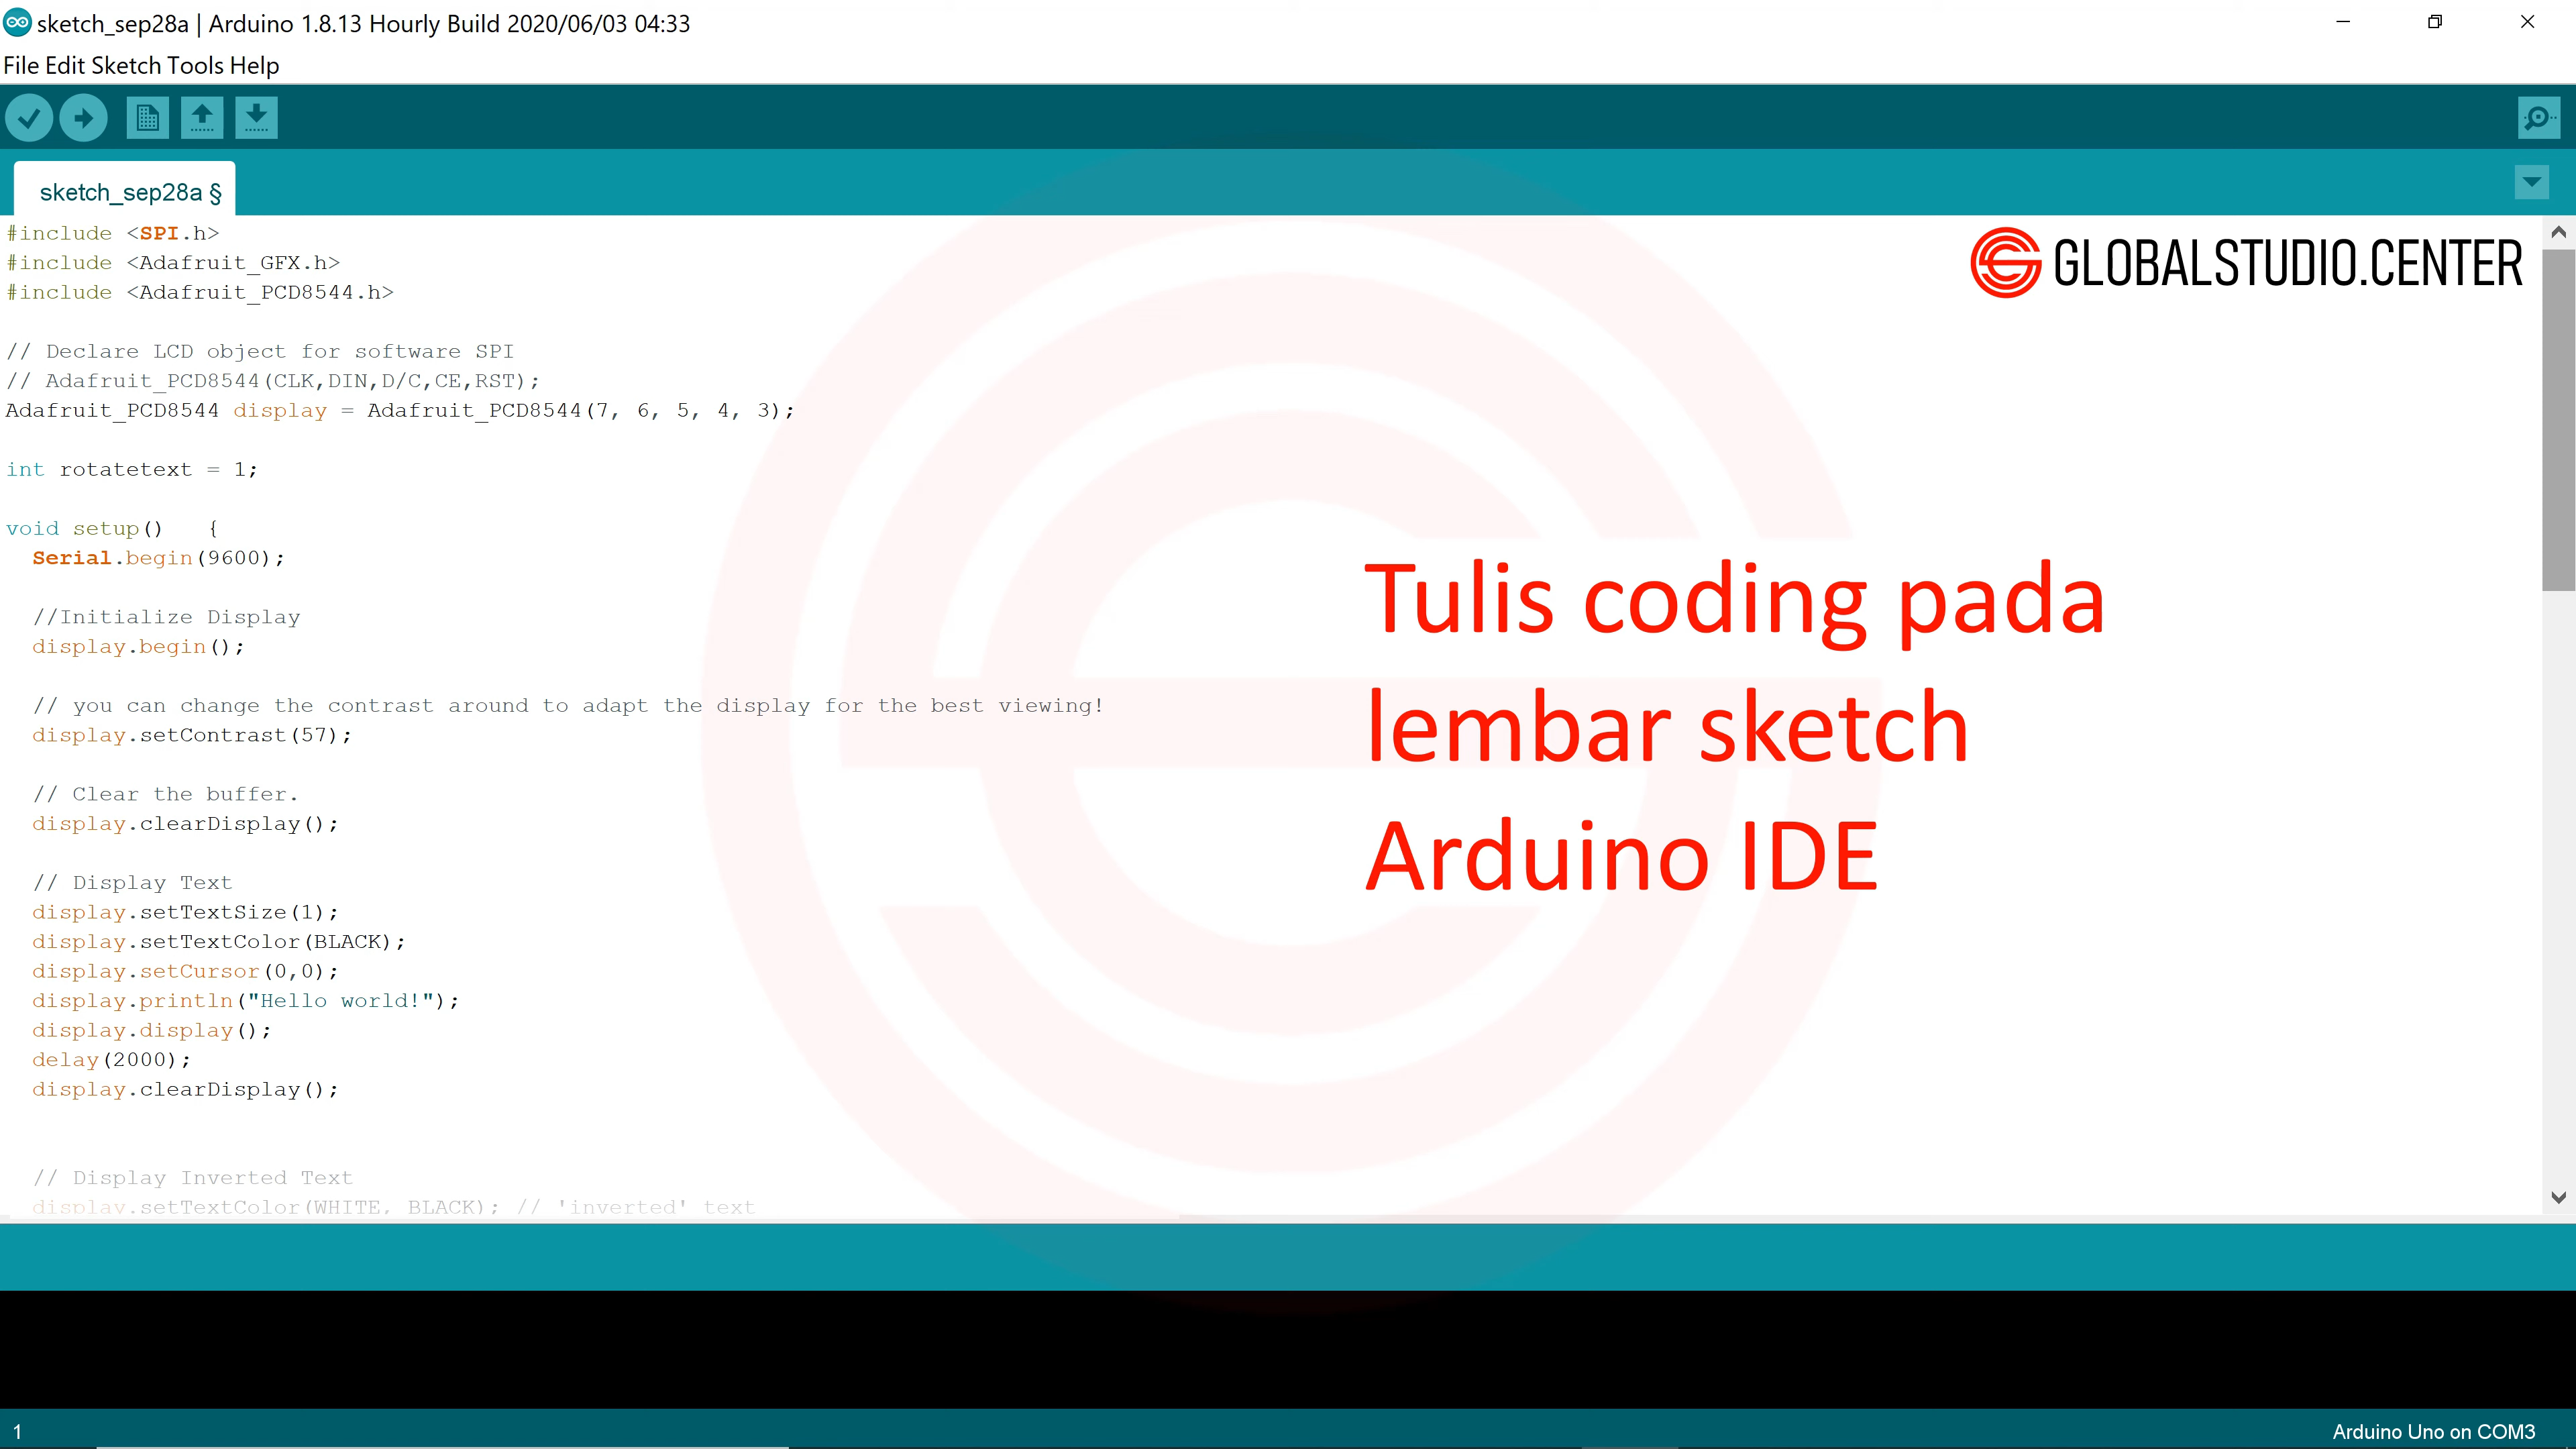 sketch_sep28a | Arduino 1.8.13 Hourly Build 2020/06/03 04:33
File Edit Sketch Tools Help
sketch_sep28a §
GLOBALSTUDIO.CENTER
#include <SPI.h>
#include <Adafruit_GFX.h>
#include <Adafruit_PCD8544.h>
// Declare LCD object for software SPI
// Adafruit_PCD8544(CLK,DIN,D/C,CE,RST);
Adafruit_PCD8544 display = Adafruit_PCD8544(7, 6, 5, 4, 3);
int rotatetext = 1;
void setup()   {
  Serial.begin(9600);
  //Initialize Display
  display.begin();
  // you can change the contrast around to adapt the display for the best viewing!
  display.setContrast(57);
  // Clear the buffer.
  display.clearDisplay();
  // Display Text
  display.setTextSize(1);
  display.setTextColor(BLACK);
  display.setCursor(0,0);
  display.println("Hello world!");
  display.display();
  delay(2000);
  display.clearDisplay();
  // Display Inverted Text
  display.setTextColor(WHITE, BLACK); // 'inverted' text
Tulis coding pada
lembar sketch
Arduino IDE
1
Arduino Uno on COM3